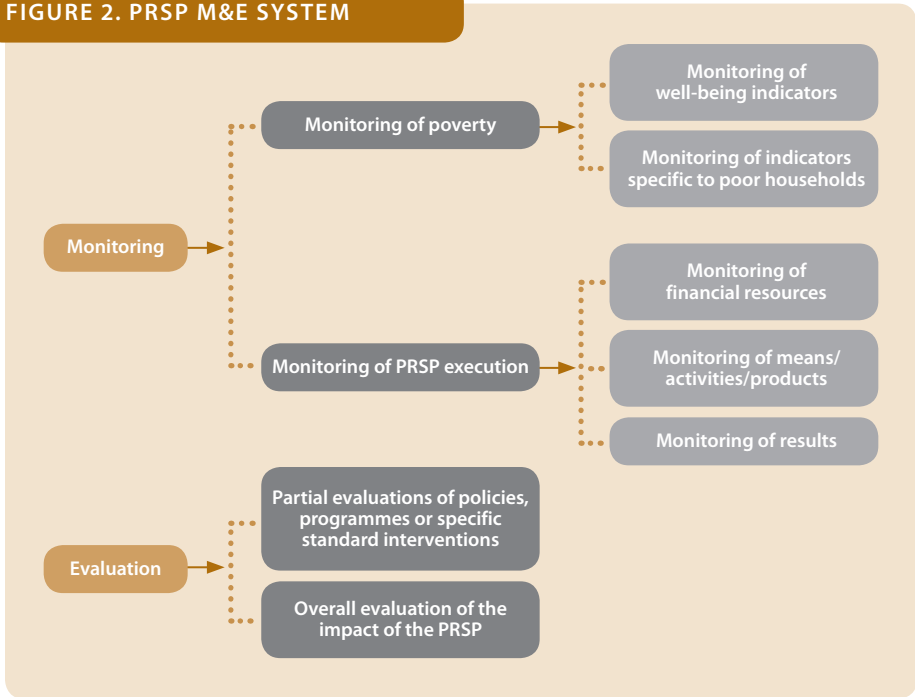 FIGURE 2. PRSP M&E SYSTEM
Monitoring
Monitoring of poverty
Monitoring of
well-being indicators
Monitoring of indicators
specific to poor households
Monitoring of PRSP execution
Monitoring of
financial resources
Monitoring of means/
activities/products
Monitoring of results
Evaluation
Partial evaluations of policies,
programmes or specific
standard interventions
Overall evaluation of the
impact of the PRSP